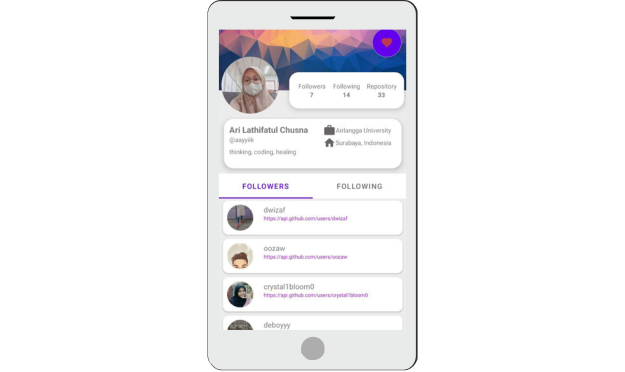 Followers Following Repository
7 14 33
Ari Lathifatul Chusna
@aayyiik
thinking, coding, healing
Airlangga University
Surabaya, Indonesia
FOLLOWERS FOLLOWING
dwizaf
https://api.github.com/users/dwizaf
oozaw
https://api.github.com/users/oozaw
crystal1bloom0
https://api.github.com/users/crystal1bloom0
deboyyy